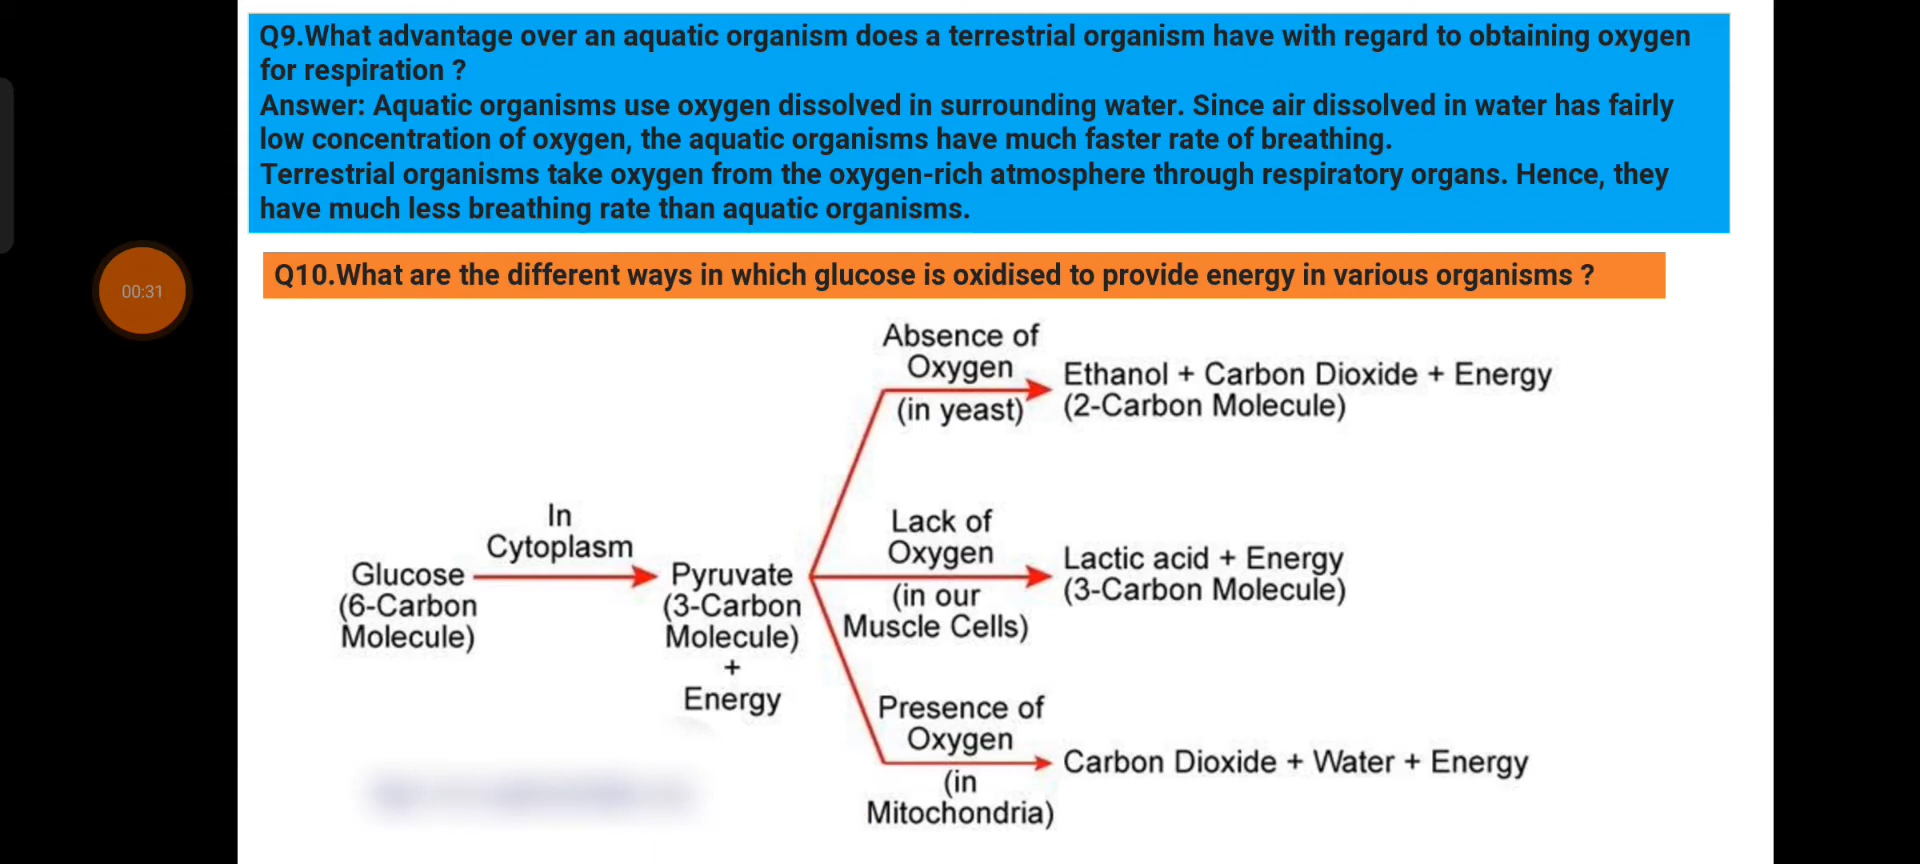 Q9.What advantage over an aquatic organism does a terrestrial organism have with regard to obtaining oxygen
for respiration ?
Answer: Aquatic organisms use oxygen dissolved in surrounding water. Since air dissolved in water has fairly
low concentration of oxygen, the aquatic organisms have much faster rate of breathing.
Terrestrial organisms take oxygen from the oxygen-rich atmosphere through respiratory organs. Hence, they
have much less breathing rate than aquatic organisms.
00:31
Q10.What are the different ways in which glucose is oxidised to provide energy in various organisms ?
Absence of
Oxygen
(in yeast)
Ethanol + Carbon Dioxide + Energy
(2-Carbon Molecule)
In
Cytoplasm
Glucose
(6-Carbon
Molecule)
Pyruvate
(3-Carbon
Molecule)
+
Energy
Lack of
Oxygen
(in our
Muscle Cells)
Lactic acid + Energy
(3-Carbon Molecule)
Presence of
Oxygen
(in
Mitochondria)
Carbon Dioxide + Water + Energy